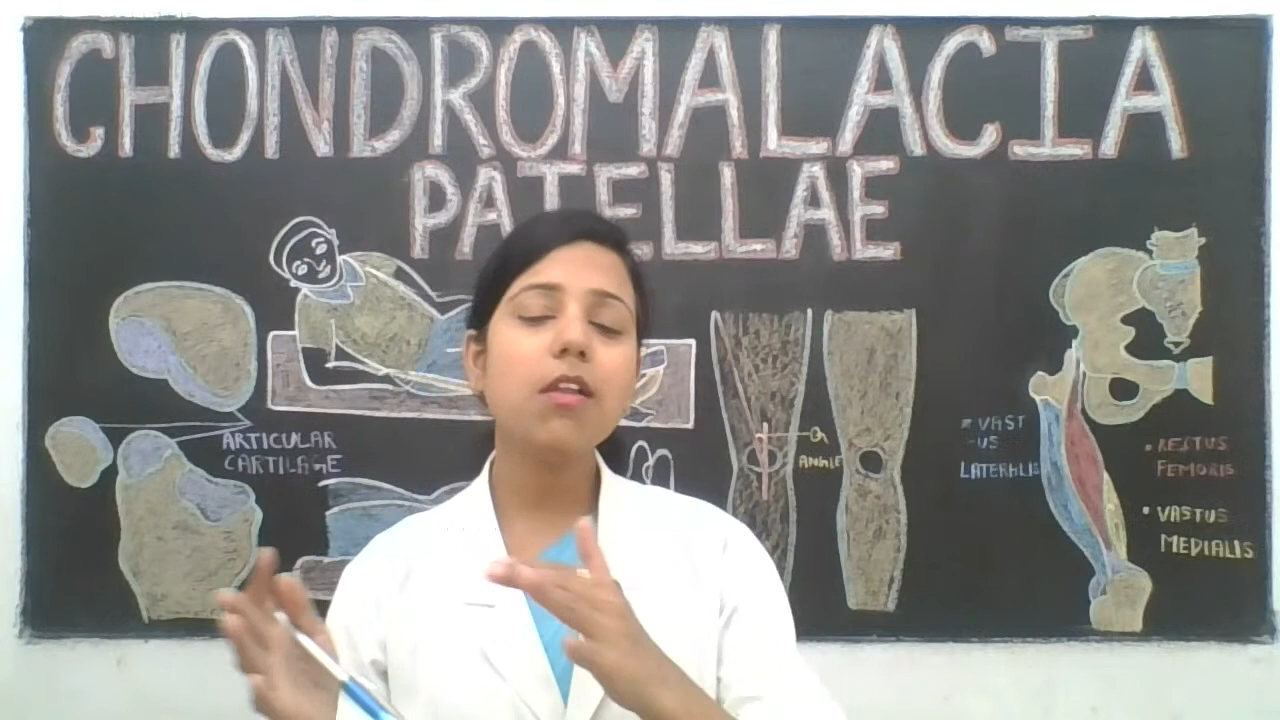 CHONDROMALACIA
PATELLAE
ARTICULAR
CARTILAGE
Q
ANGLE
VAST
-US
LATERALIS
• RECTUS
FEMORIS
• VASTUS
MEDIALIS